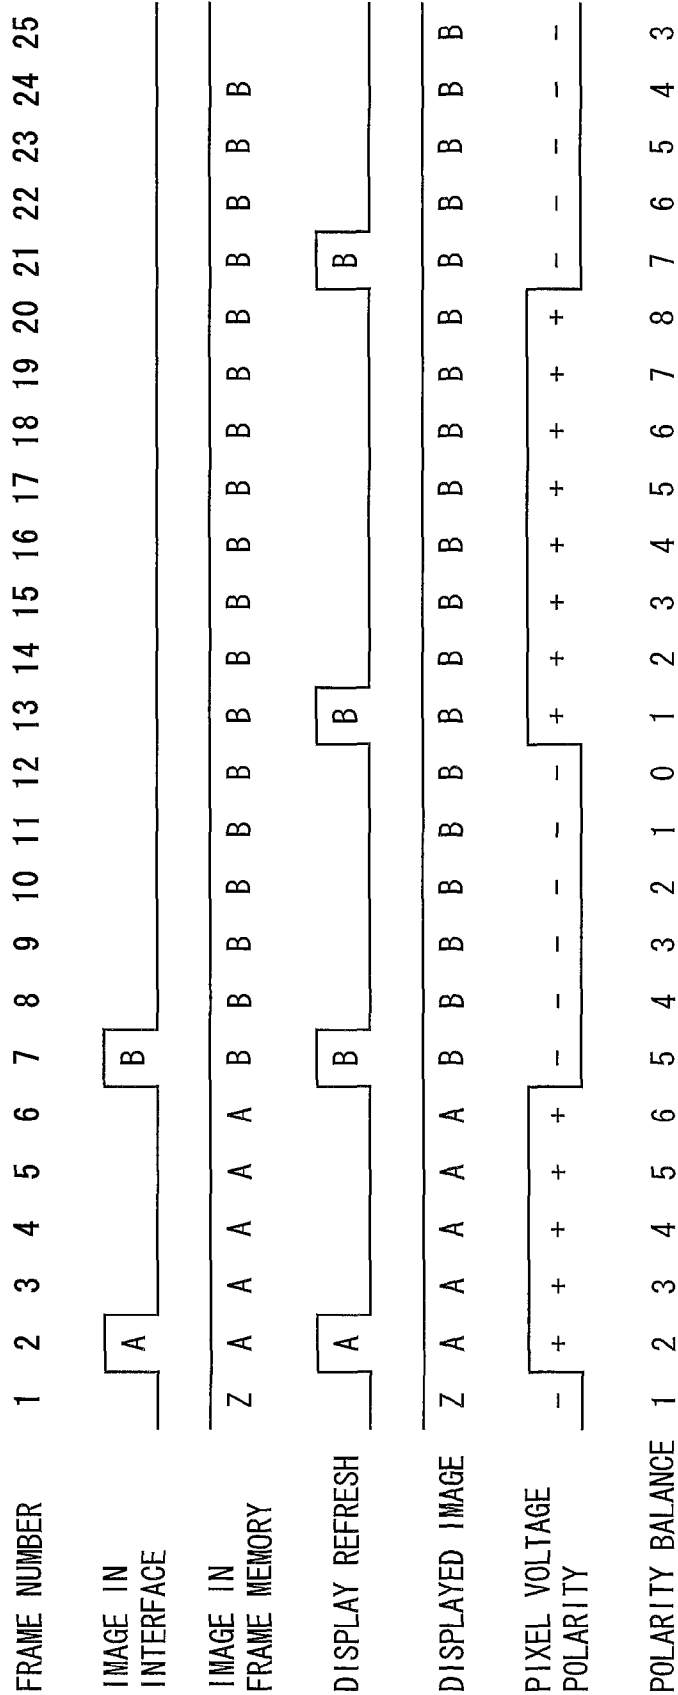 FRAME NUMBER 1 2 3 4 5 6 7 8 9 10 11 12 13 14 15 16 17 18 19 20 21 22 23 24 25
IMAGE IN
INTERFACE
A B
IMAGE IN
FRAME MEMORY
Z A A A A A B B B B B B B B B B B B B B B B B B
DISPLAY REFRESH A B B B
DISPLAYED IMAGE Z A A A A A B B B B B B B B B B B B B B B B B B B
PIXEL VOLTAGE
POLARITY
- + + + + + - - - - - - + + + + + + + + - - - - -
POLARITY BALANCE 1 2 3 4 5 6 5 4 3 2 1 0 1 2 3 4 5 6 7 8 7 6 5 4 3